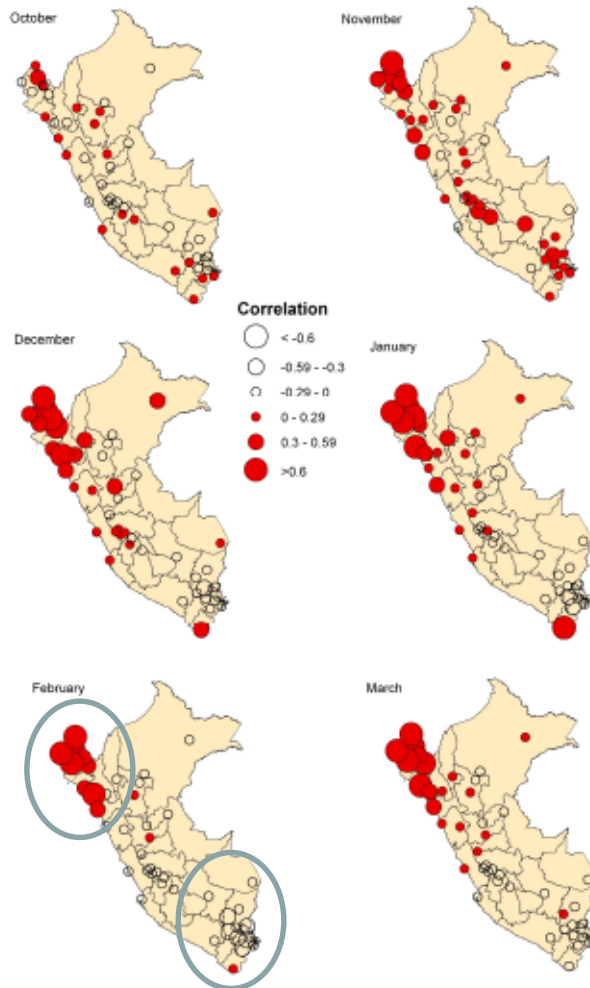 October
November
Correlation
< -0.6
-0.59 - -0.3
-0.29 - 0
0 - 0.29
0.3 - 0.59
>0.6
December
January
February
March